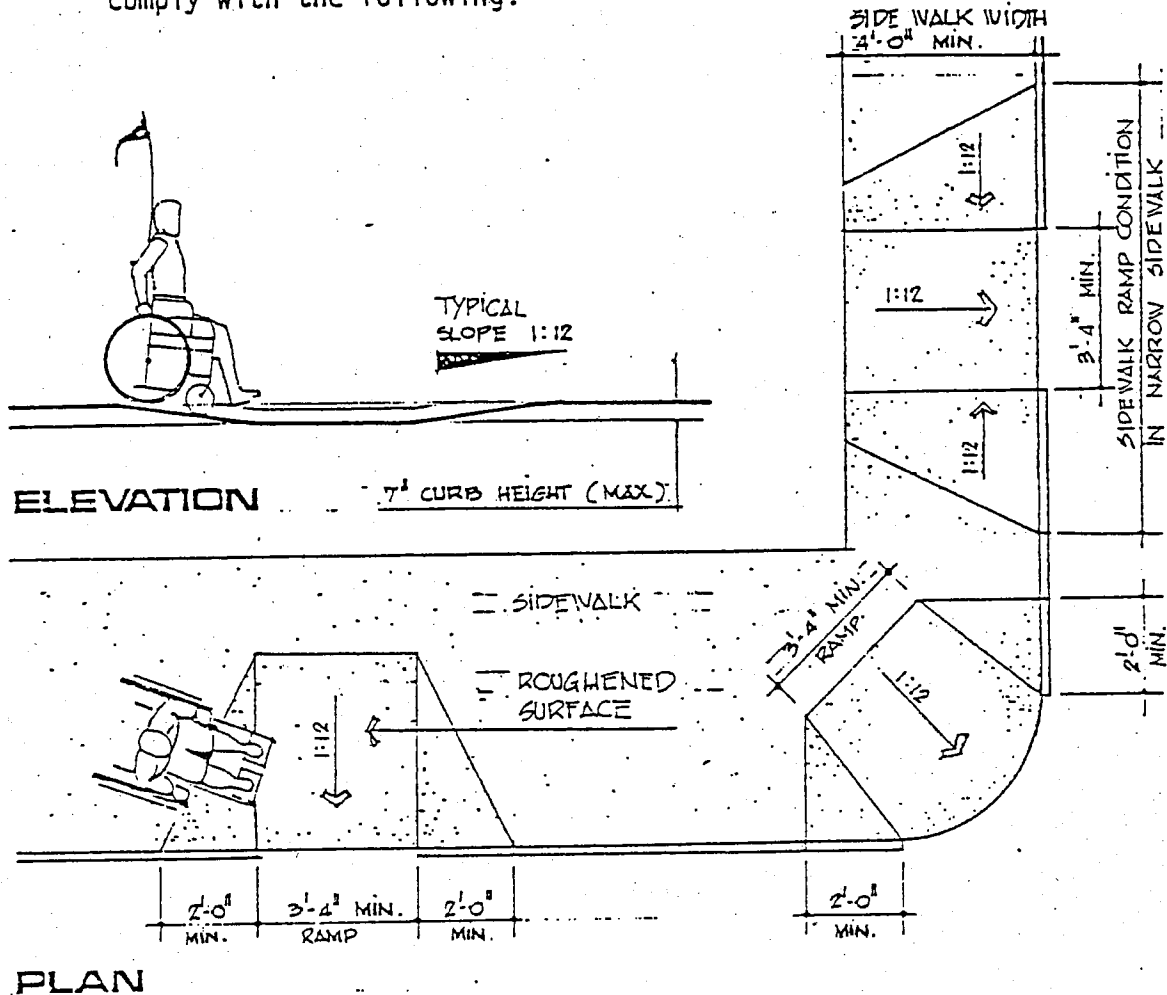 comply with the following:
SIDE WALK WIDTH
4'-0" MIN.
TYPICAL
SLOPE 1:12
1:12
1:12
1:12
3'-4" MIN.
SIDEWALK RAMP CONDITION
IN NARROW SIDEWALK
ELEVATION
7" CURB HEIGHT (MAX)
SIDEWALK
ROUGHENED
SURFACE
1:12
3'-4" MIN.
RAMP.
1:12
2'-0"
MIN.
2'-0"
MIN.
3'-4" MIN.
RAMP
2'-0"
MIN.
2'-0"
MIN.
PLAN